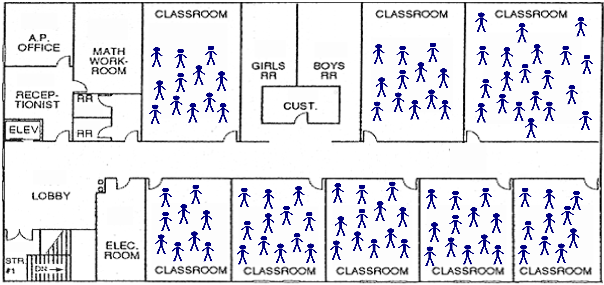 A.P.
OFFICE
MATH
WORK-
ROOM
CLASSROOM
GIRLS
RR
BOYS
RR
CLASSROOM
CLASSROOM
RECEP-
TIONIST
RR
CUST.
ELEV
RR
LOBBY
ELEC.
ROOM
STR
#1
DN
CLASSROOM
CLASSROOM
CLASSROOM
CLASSROOM
CLASSROOM